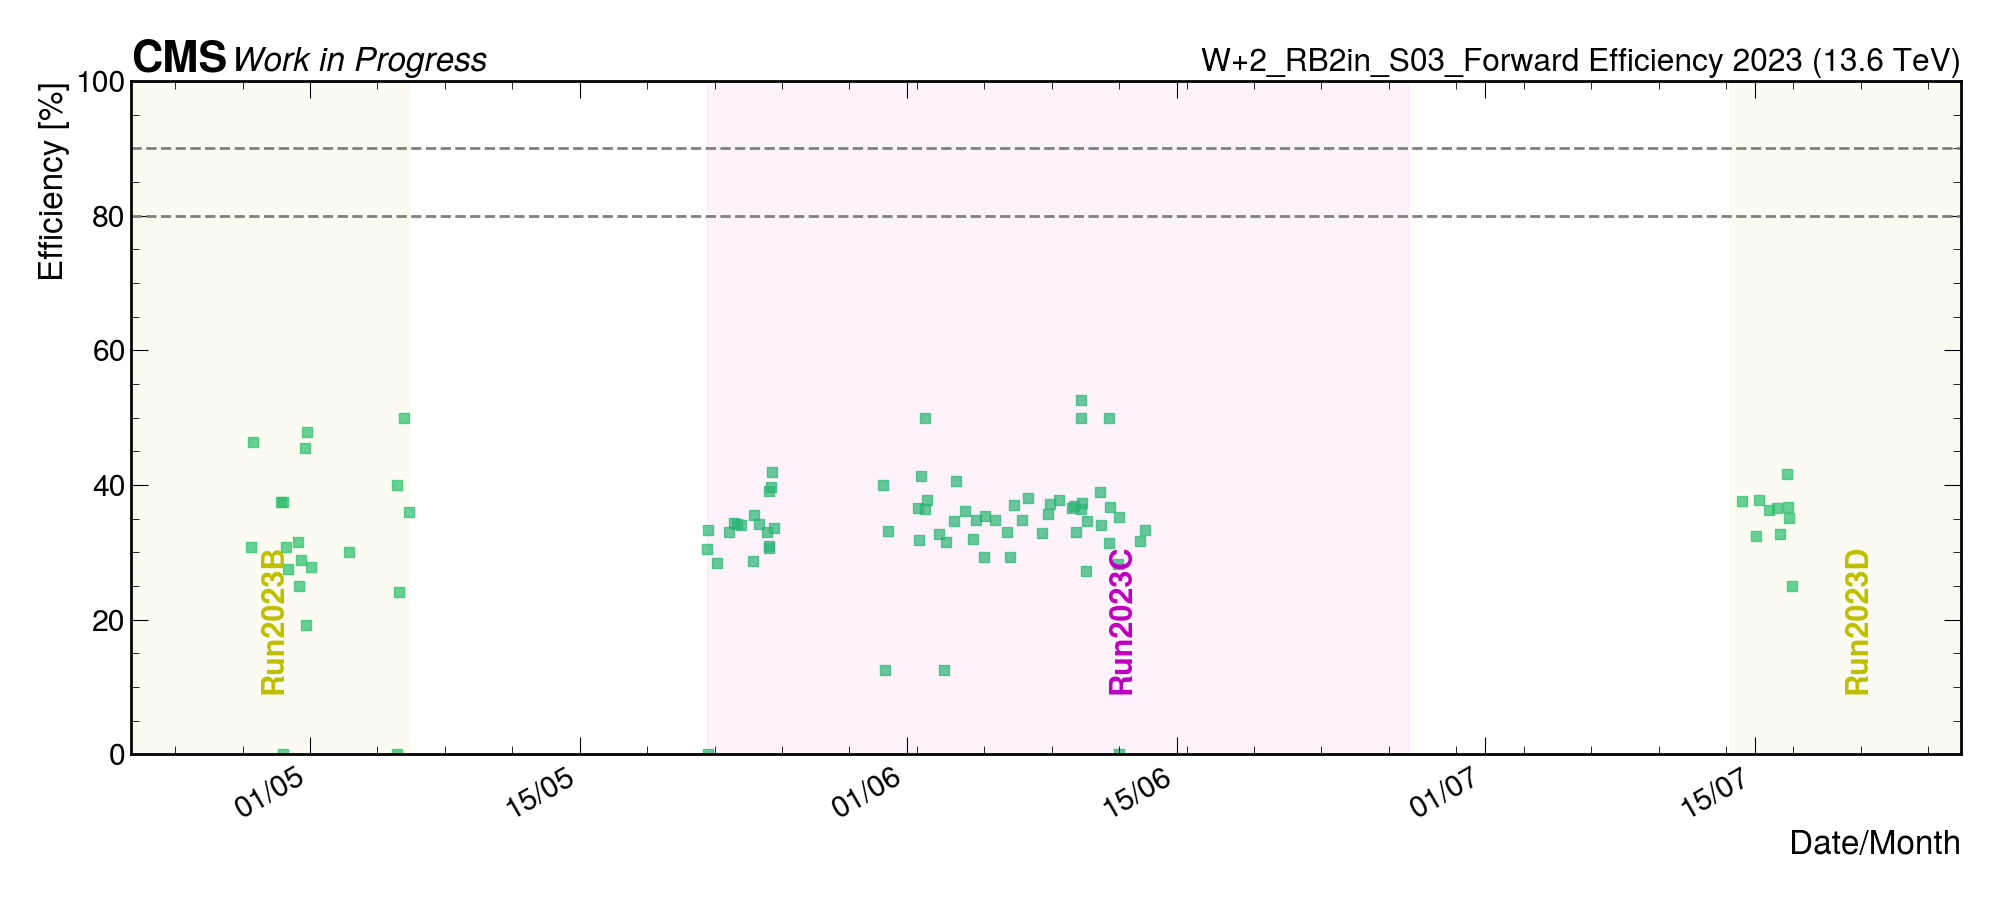 CMS Work in Progress
W+2_RB2in_S03_Forward Efficiency 2023 (13.6 TeV)
Efficiency [%]
100
80
60
40
20
0
Run2023B
Run2023C
Run2023D
01/05
15/05
01/06
15/06
01/07
15/07
Date/Month